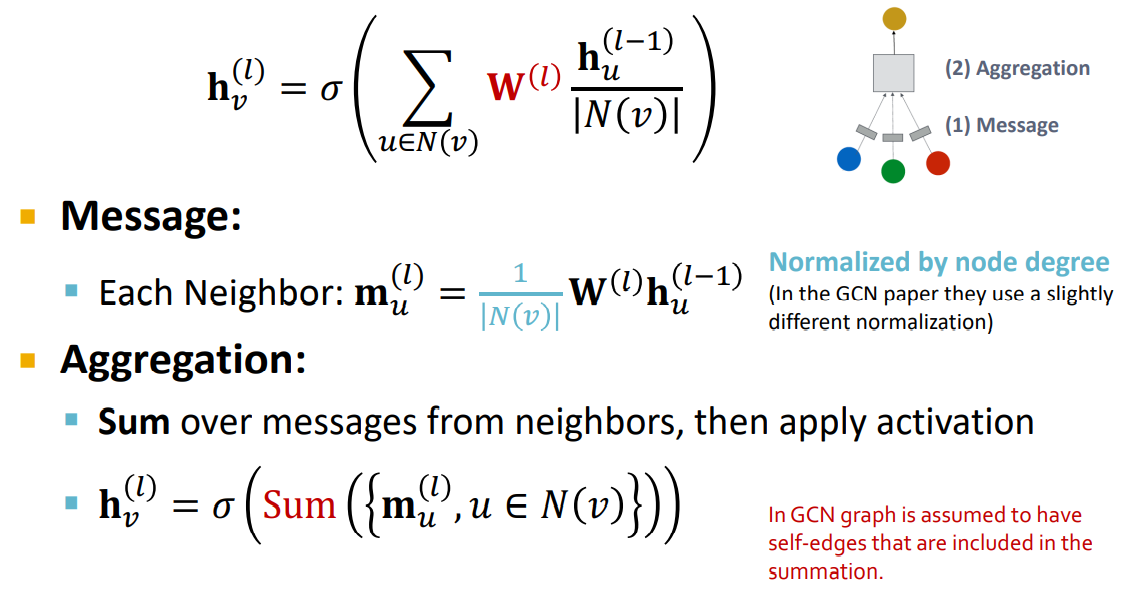 h_v^(l) = σ( ∑_{u∈N(v)} W^(l) h_u^(l−1) / |N(v)| )
(2) Aggregation
(1) Message
Message:
Each Neighbor: m_u^(l) = 1/|N(v)| W^(l) h_u^(l−1)
Normalized by node degree
(In the GCN paper they use a slightly
different normalization)
Aggregation:
Sum over messages from neighbors, then apply activation
h_v^(l) = σ(Sum({m_u^(l), u ∈ N(v)}))
In GCN graph is assumed to have
self-edges that are included in the
summation.